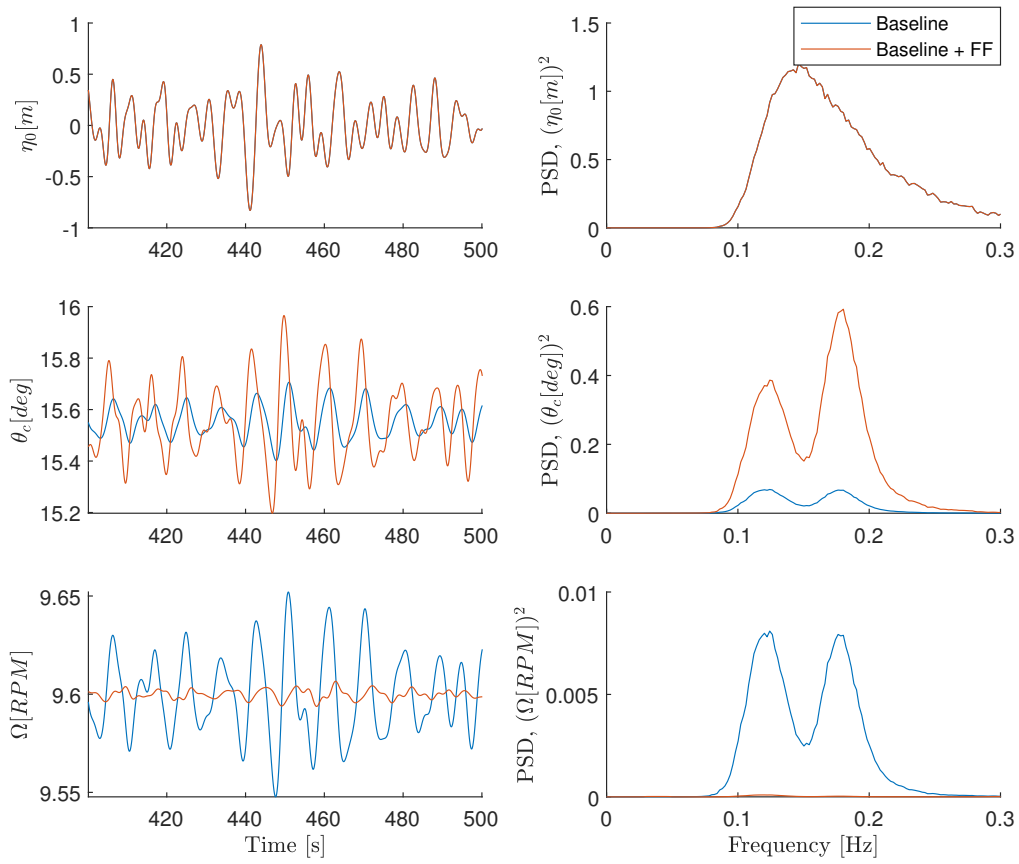 1
0.5
0
-0.5
-1
η₀[m]
420 440 460 480 500
1.5
1
0.5
0
PSD, (η₀[m])²
0 0.1 0.2 0.3
Baseline
Baseline + FF
16
15.8
15.6
15.4
15.2
θc[deg]
420 440 460 480 500
0.6
0.4
0.2
0
PSD, (θc[deg])²
0 0.1 0.2 0.3
9.65
9.6
9.55
Ω[RPM]
420 440 460 480 500
Time [s]
0.01
0.005
0
PSD, (Ω[RPM])²
0 0.1 0.2 0.3
Frequency [Hz]